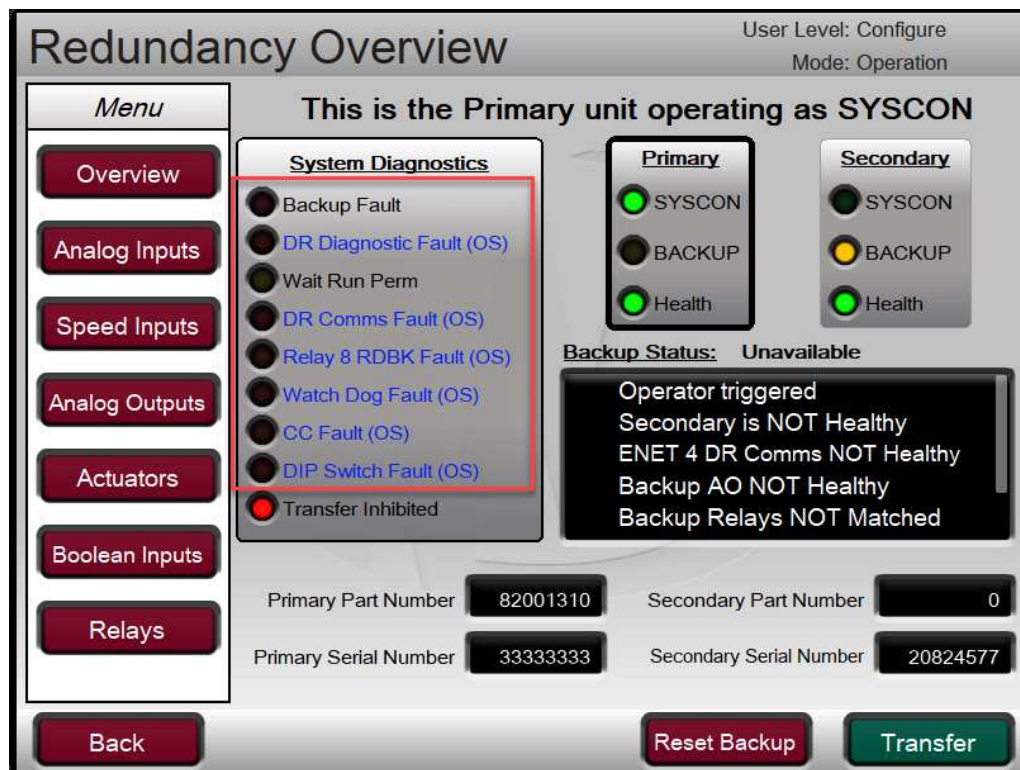 Redundancy Overview
User Level: Configure
Mode: Operation
Menu
Overview
Analog Inputs
Speed Inputs
Analog Outputs
Actuators
Boolean Inputs
Relays
This is the Primary unit operating as SYSCON
System Diagnostics
Backup Fault
DR Diagnostic Fault (OS)
Wait Run Perm
DR Comms Fault (OS)
Relay 8 RDBK Fault (OS)
Watch Dog Fault (OS)
CC Fault (OS)
DIP Switch Fault (OS)
Transfer Inhibited
Primary
SYSCON
BACKUP
Health
Secondary
SYSCON
BACKUP
Health
Backup Status: Unavailable
Operator triggered
Secondary is NOT Healthy
ENET 4 DR Comms NOT Healthy
Backup AO NOT Healthy
Backup Relays NOT Matched
Primary Part Number 82001310
Secondary Part Number 0
Primary Serial Number 33333333
Secondary Serial Number 20824577
Back
Reset Backup
Transfer